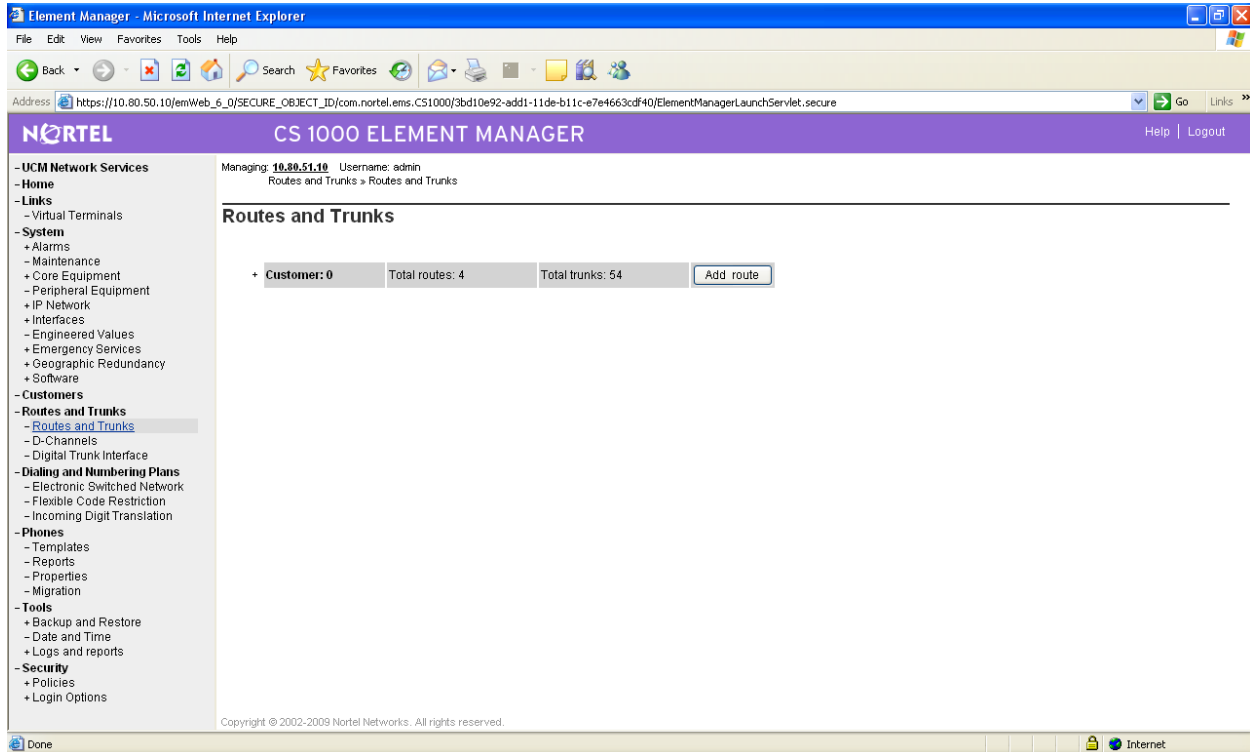 Element Manager - Microsoft Internet Explorer
File Edit View Favorites Tools Help
Back Search Favorites
Address https://10.80.50.10/emWeb_6_0/SECURE_OBJECT_ID/com.nortel.ems.CS1000/3bd10e92-add1-11de-b11c-e7e4663cdf40/ElementManagerLaunchServlet.secure Go Links »
NORTEL CS 1000 ELEMENT MANAGER Help | Logout
- UCM Network Services
- Home
- Links
- Virtual Terminals
- System
+ Alarms
- Maintenance
+ Core Equipment
- Peripheral Equipment
+ IP Network
+ Interfaces
- Engineered Values
+ Emergency Services
+ Geographic Redundancy
+ Software
- Customers
- Routes and Trunks
- Routes and Trunks
- D-Channels
- Digital Trunk Interface
- Dialing and Numbering Plans
- Electronic Switched Network
- Flexible Code Restriction
- Incoming Digit Translation
- Phones
- Templates
- Reports
- Properties
- Migration
- Tools
+ Backup and Restore
- Date and Time
+ Logs and reports
- Security
+ Policies
+ Login Options
Managing: 10.80.51.10 Username: admin
Routes and Trunks » Routes and Trunks
Routes and Trunks
+ Customer: 0 Total routes: 4 Total trunks: 54 Add route
Copyright © 2002-2009 Nortel Networks. All rights reserved.
Done Internet